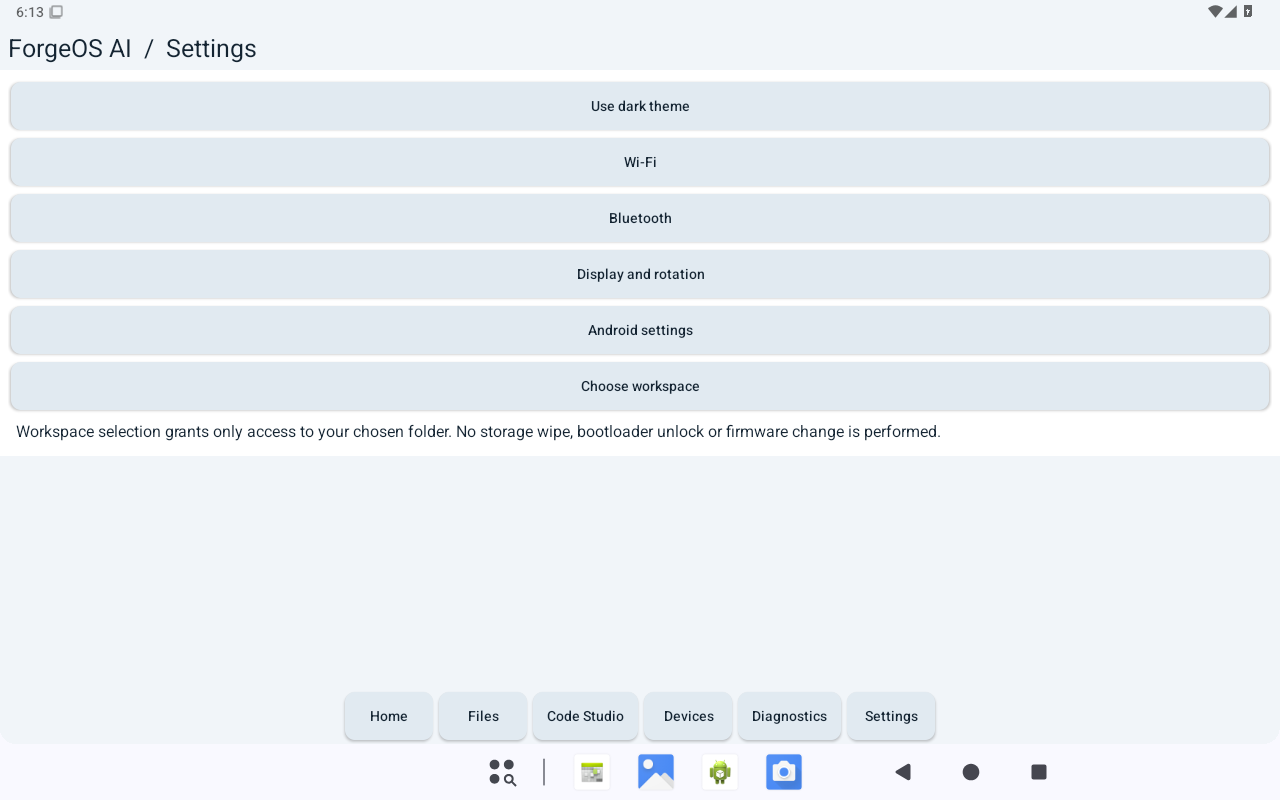 6:13
ForgeOS AI / Settings
Use dark theme
Wi-Fi
Bluetooth
Display and rotation
Android settings
Choose workspace
Workspace selection grants only access to your chosen folder. No storage wipe, bootloader unlock or firmware change is performed.
Home Files Code Studio Devices Diagnostics Settings